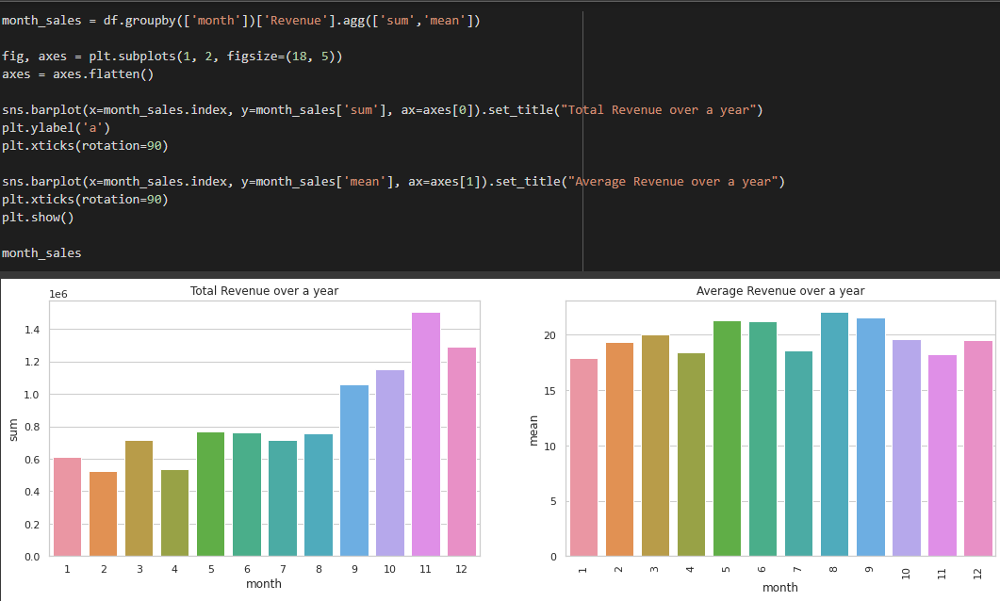 month_sales = df.groupby(['month'])['Revenue'].agg(['sum','mean'])
fig, axes = plt.subplots(1, 2, figsize=(18, 5))
axes = axes.flatten()
sns.barplot(x=month_sales.index, y=month_sales['sum'], ax=axes[0]).set_title("Total Revenue over a year")
plt.ylabel('a')
plt.xticks(rotation=90)
sns.barplot(x=month_sales.index, y=month_sales['mean'], ax=axes[1]).set_title("Average Revenue over a year")
plt.xticks(rotation=90)
plt.show()
month_sales
Total Revenue over a year
1e6
1.4
1.2
1.0
0.8
0.6
0.4
0.2
0.0
sum
1 2 3 4 5 6 7 8 9 10 11 12
month
Average Revenue over a year
20
15
10
5
0
mean
1 2 3 4 5 6 7 8 9 10 11 12
month